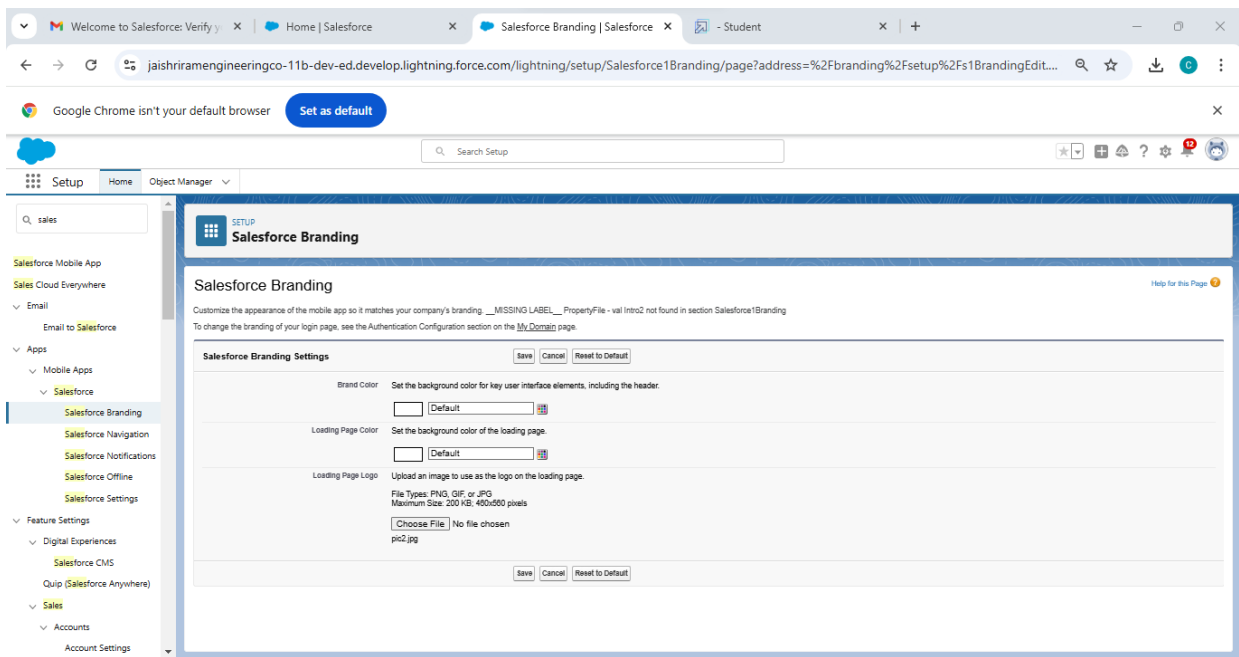 Welcome to Salesforce: Verify y
Home | Salesforce
Salesforce Branding | Salesforce
- Student
jaishriramengineeringco-11b-dev-ed.develop.lightning.force.com/lightning/setup/Salesforce1Branding/page?address=%2Fbranding%2Fsetup%2Fs1BrandingEdit....
C
Google Chrome isn't your default browser
Set as default
Search Setup
12
Setup
Home
Object Manager
sales
Salesforce Mobile App
Sales Cloud Everywhere
Email
Email to Salesforce
Apps
Mobile Apps
Salesforce
Salesforce Branding
Salesforce Navigation
Salesforce Notifications
Salesforce Offline
Salesforce Settings
Feature Settings
Digital Experiences
Salesforce CMS
Quip (Salesforce Anywhere)
Sales
Accounts
Account Settings
SETUP
Salesforce Branding
Salesforce Branding
Help for this Page ?
Customize the appearance of the mobile app so it matches your company's branding. __MISSING LABEL__ PropertyFile - val Intro2 not found in section Salesforce1Branding
To change the branding of your login page, see the Authentication Configuration section on the My Domain page.
Salesforce Branding Settings
Save Cancel Reset to Default
Brand Color Set the background color for key user interface elements, including the header.
Default
Loading Page Color Set the background color of the loading page.
Default
Loading Page Logo Upload an image to use as the logo on the loading page.
File Types: PNG, GIF, or JPG
Maximum Size: 200 KB; 460x560 pixels
Choose File No file chosen
pic2.jpg
Save Cancel Reset to Default